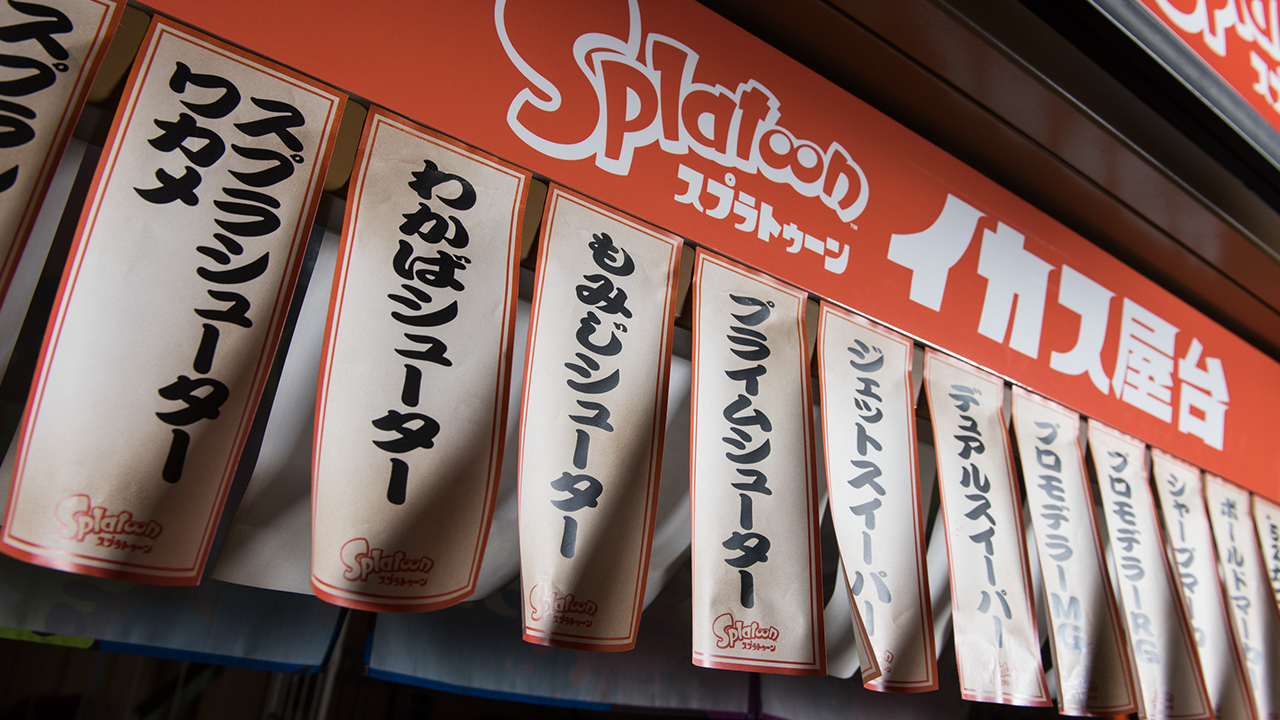 Splatoon
スプラトゥーン
イカス屋台
スプラシューター
ワカメ
Splatoon
スプラトゥーン
わかばシューター
Splatoon
スプラトゥーン
もみじシューター
Splatoon
スプラトゥーン
プライムシューター
Splatoon
スプラトゥーン
ジェットスイーパー
デュアルスイーパー
プロモデラーMG
プロモデラーRG
シャープマーカー
ボールドマーカー